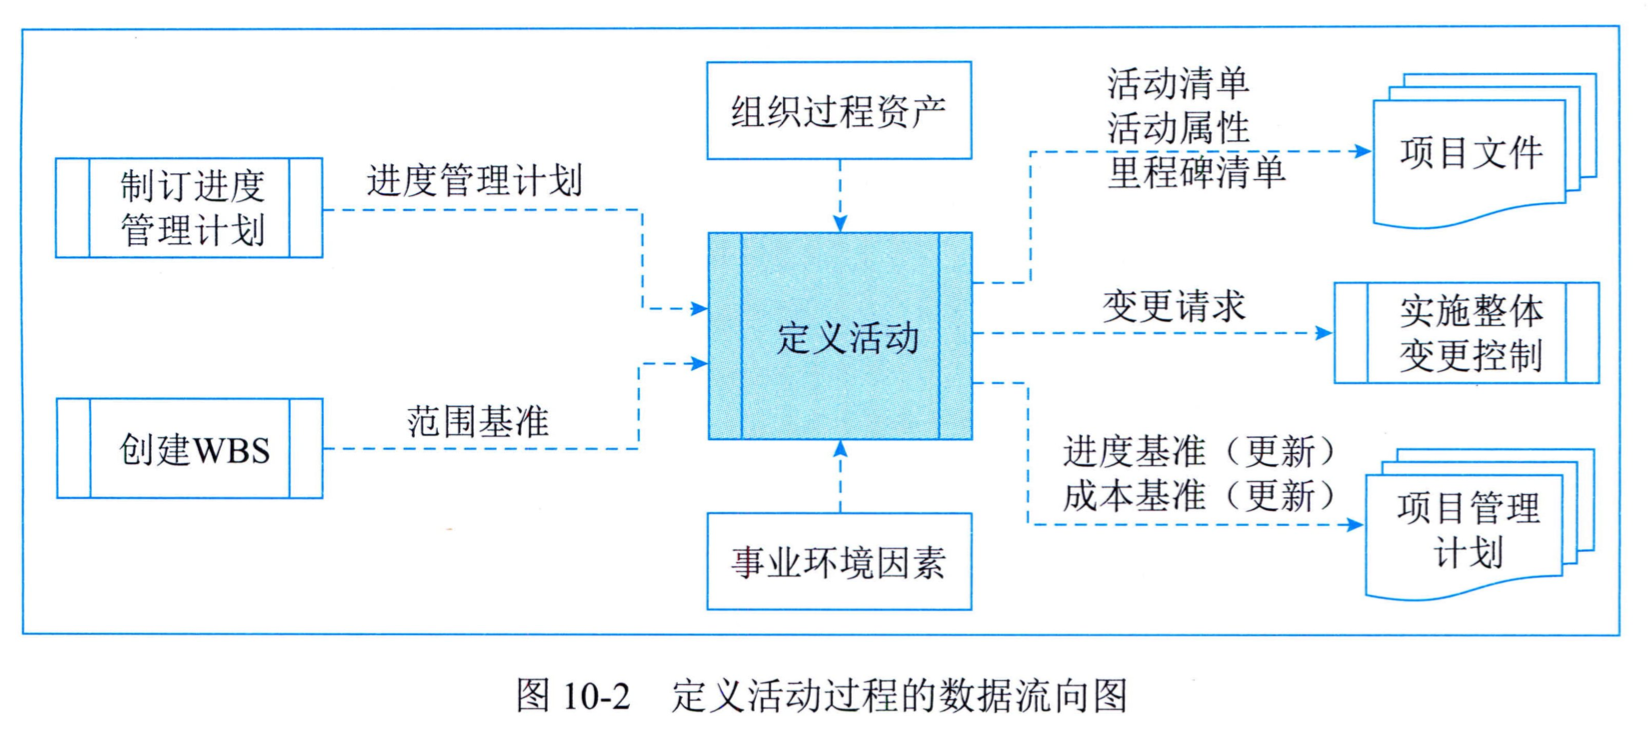 组织过程资产
活动清单
活动属性
里程碑清单
项目文件
制订进度
管理计划
进度管理计划
定义活动
变更请求
实施整体
变更控制
创建WBS
范围基准
进度基准（更新）
成本基准（更新）
项目管理
计划
事业环境因素
图 10-2 定义活动过程的数据流向图